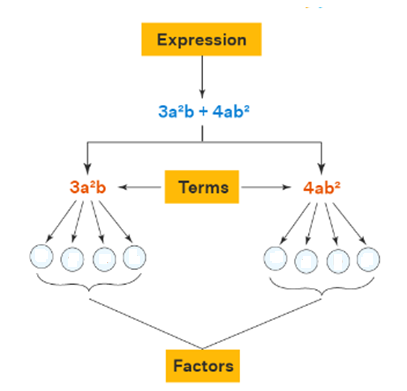 Expression
3a²b + 4ab²
3a²b Terms 4ab²
Factors